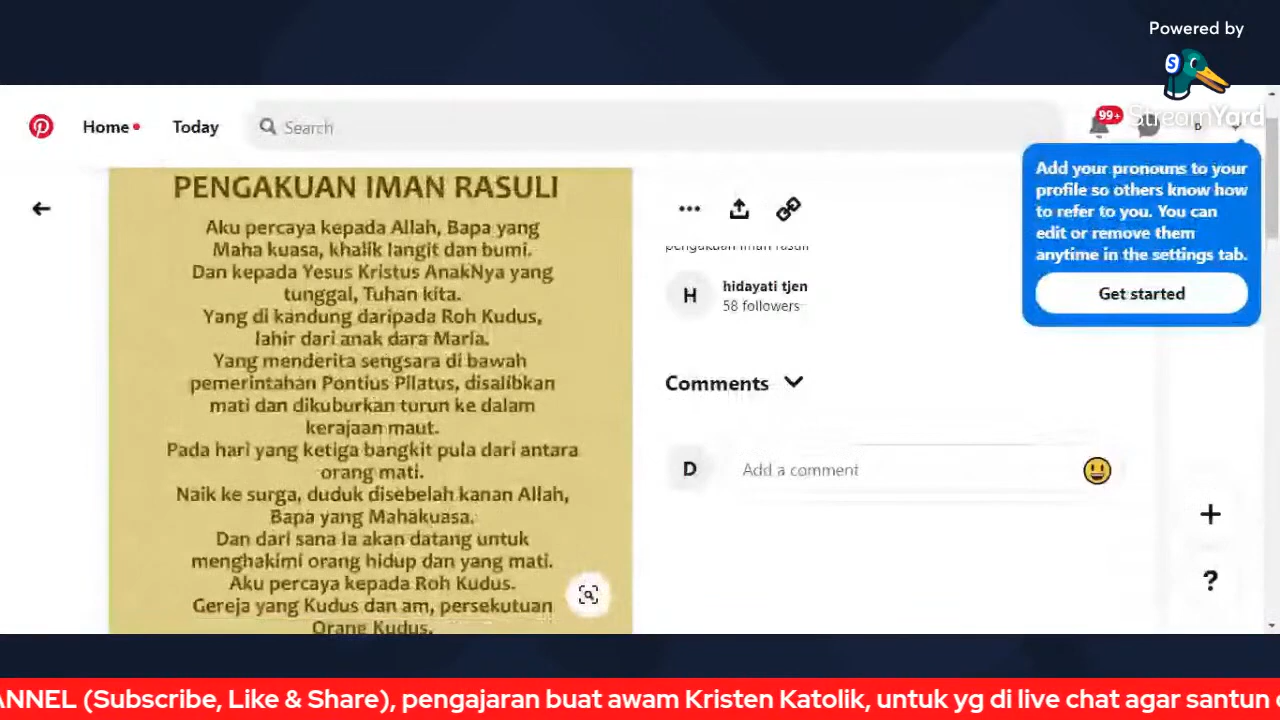 Powered by
StreamYard
Home
Today
Search
99+
Add your pronouns to your
profile so others know how
to refer to you. You can
edit or remove them
anytime in the settings tab.
Get started
PENGAKUAN IMAN RASULI
Aku percaya kepada Allah, Bapa yang
Maha kuasa, khalik langit dan bumi.
Dan kepada Yesus Kristus AnakNya yang
tunggal, Tuhan kita.
Yang di kandung daripada Roh Kudus,
lahir dari anak dara Maria.
Yang menderita sengsara di bawah
pemerintahan Pontius Pilatus, disalibkan
mati dan dikuburkan turun ke dalam
kerajaan maut.
Pada hari yang ketiga bangkit pula dari antara
orang mati.
Naik ke surga, duduk disebelah kanan Allah,
Bapa yang Mahakuasa.
Dan dari sana Ia akan datang untuk
menghakimi orang hidup dan yang mati.
Aku percaya kepada Roh Kudus.
Gereja yang Kudus dan am, persekutuan
Orang Kudus.
pengakuan iman rasuli
H
hidayati tjen
58 followers
Comments
D
Add a comment
+
?
ANNEL (Subscribe, Like & Share), pengajaran buat awam Kristen Katolik, untuk yg di live chat agar santun